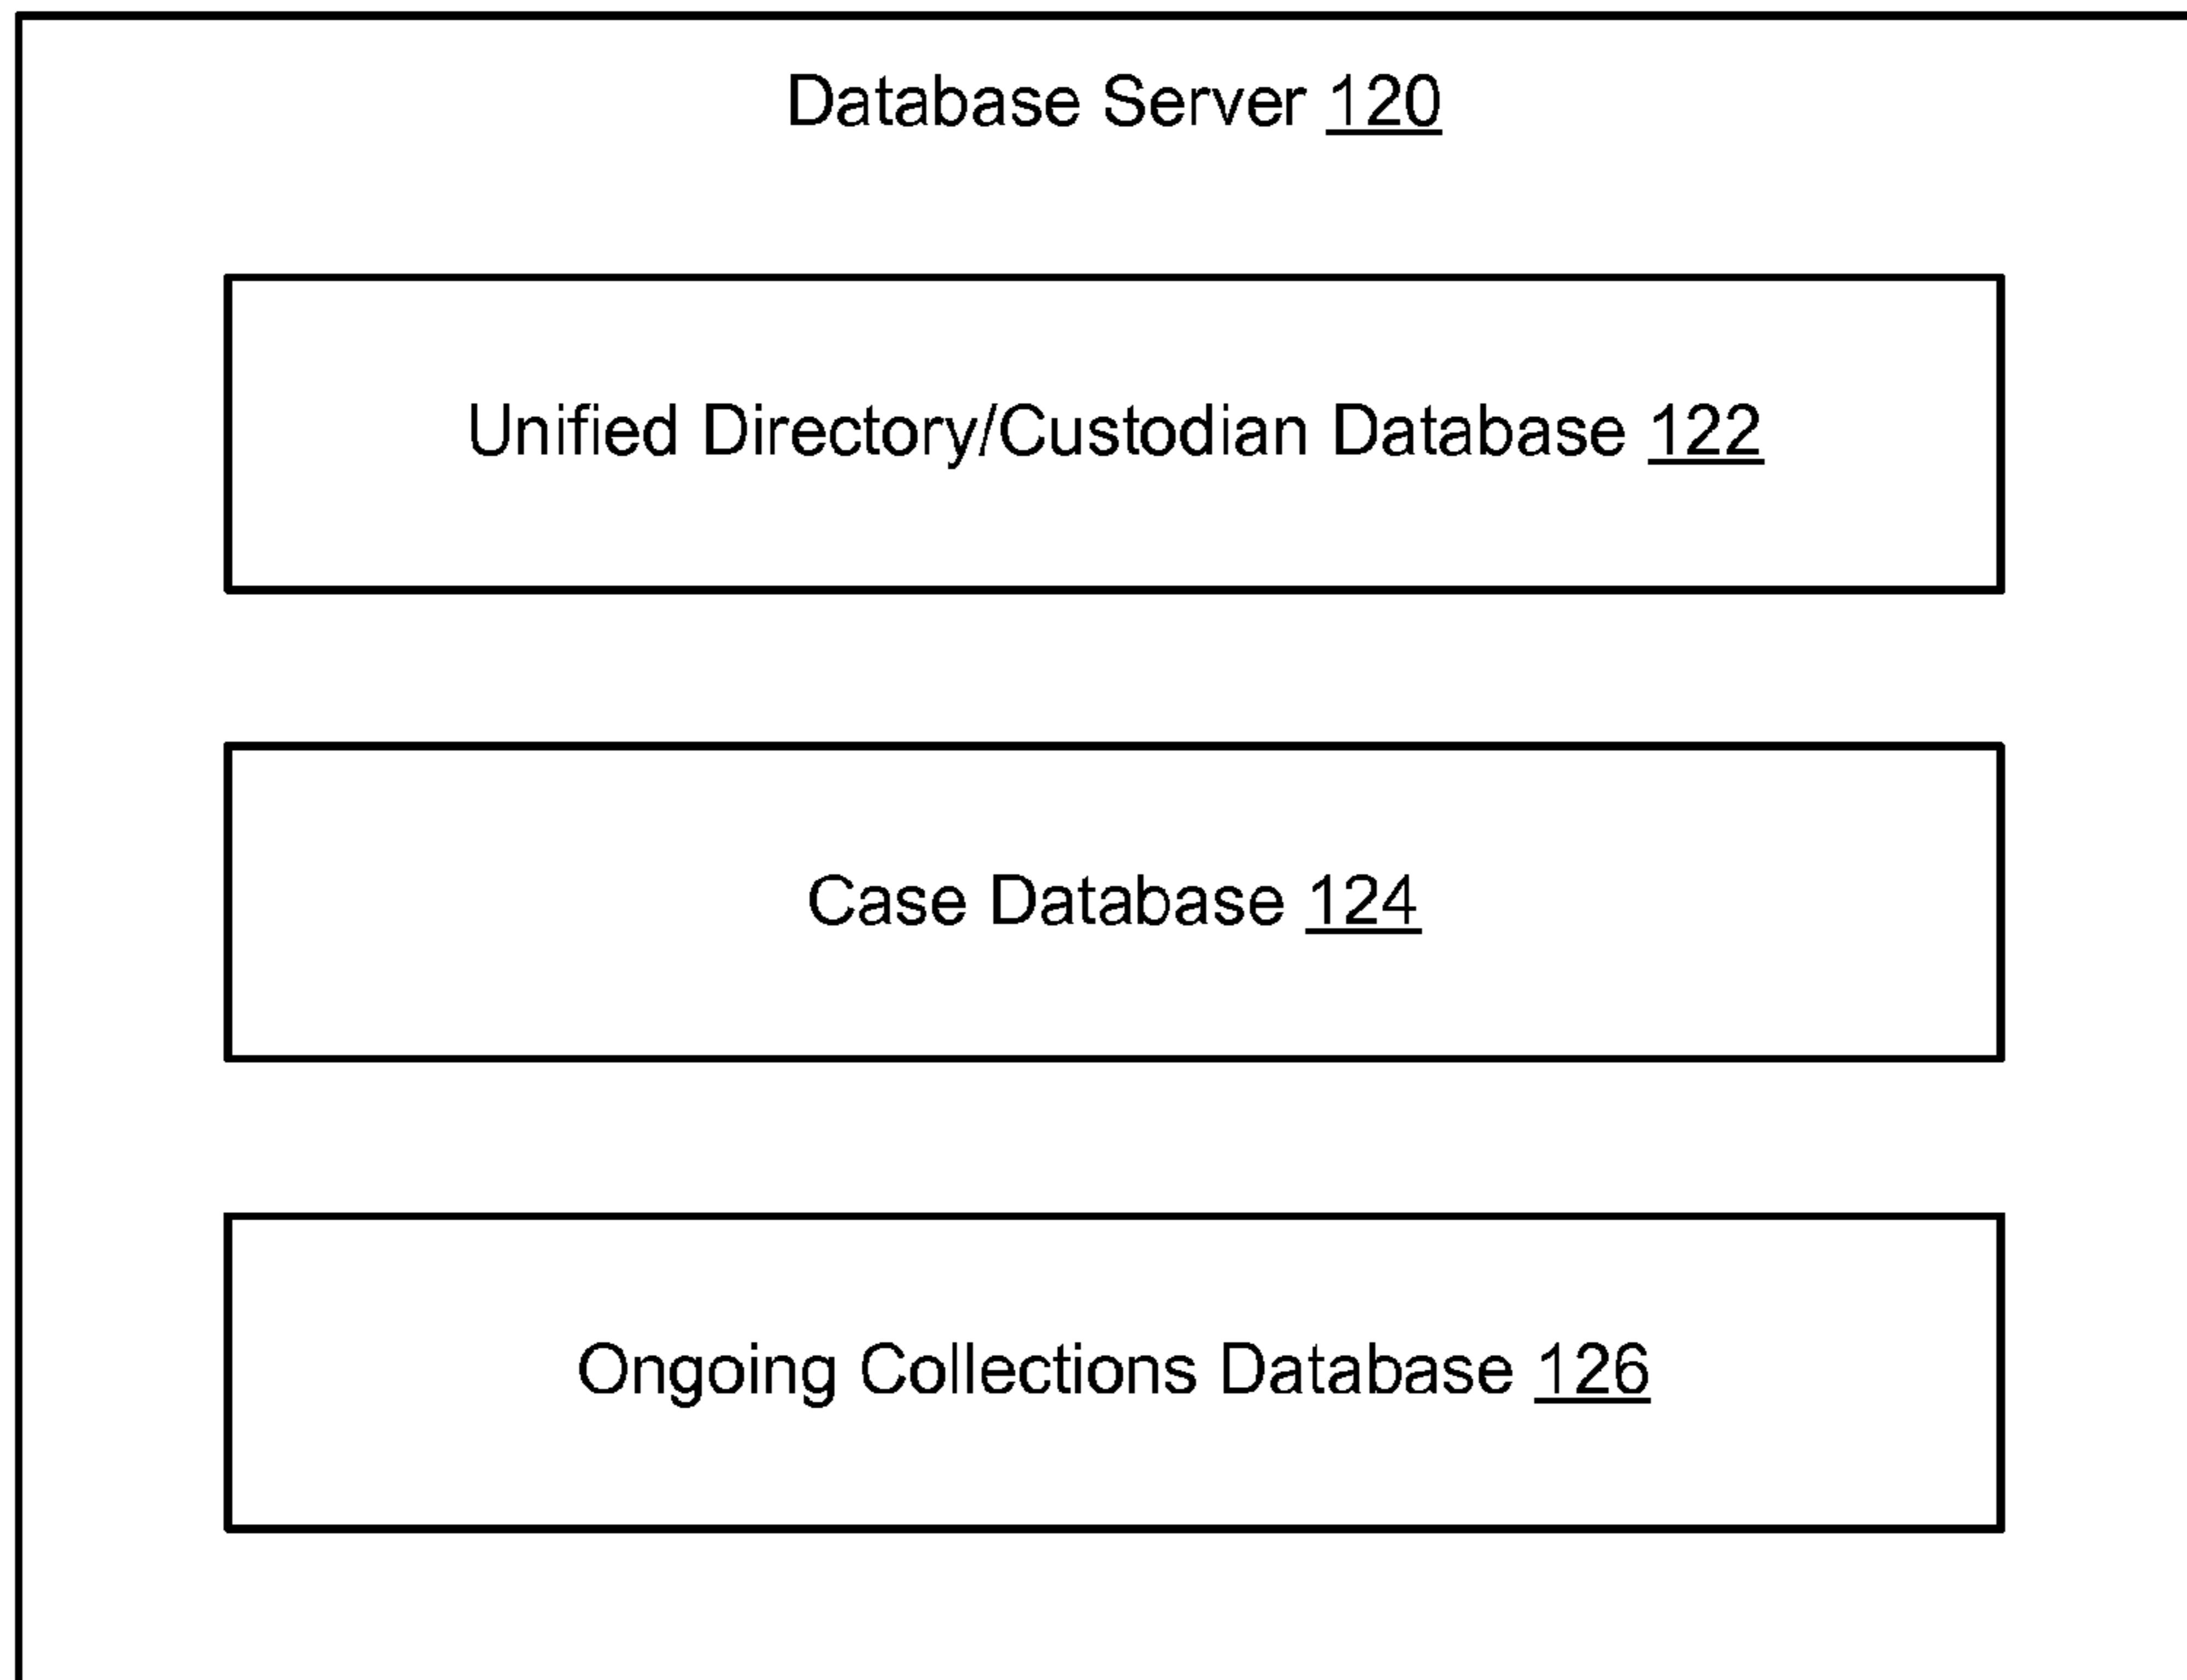 Database Server 120
Unified Directory/Custodian Database 122
Case Database 124
Ongoing Collections Database 126